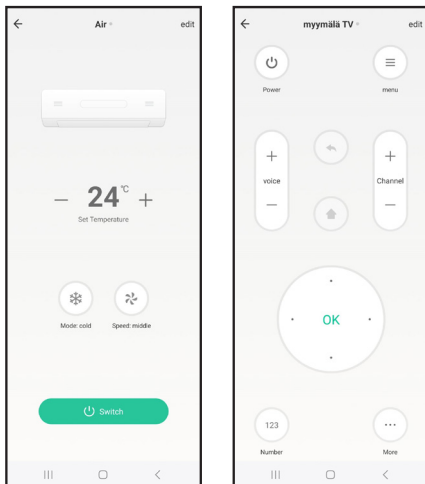 Air
edit
24°C
Set Temperature
Mode: cold
Speed: middle
Switch
myymälä TV
edit
Power
menu
voice
Channel
OK
123
Number
More